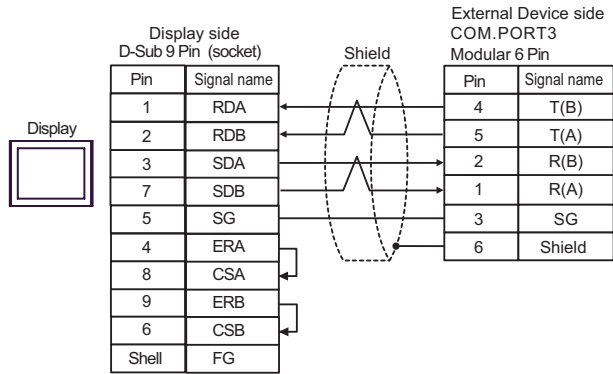 External Device side
Display side COM.PORT3
D-Sub 9 Pin (socket) Shield Modular 6 Pin
Pin Signal name Pin Signal name
1 RDA 4 T(B)
Display 2 RDB 5 T(A)
3 SDA 2 R(B)
7 SDB 1 R(A)
5 SG 3 SG
4 ERA 6 Shield
8 CSA
9 ERB
6 CSB
Shell FG